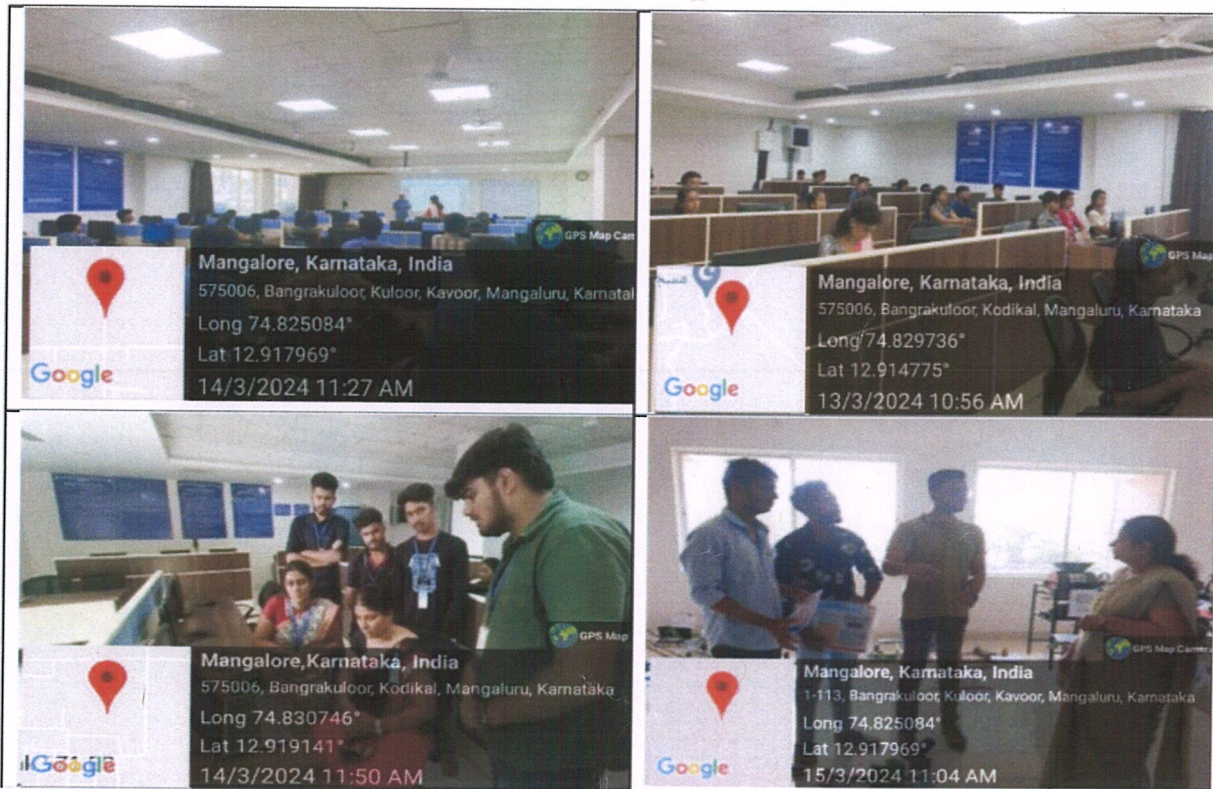 GPS Map Cam
Mangalore, Karnataka, India
575006, Bangrakuloor, Kuloor, Kavoor, Mangaluru, Karnatak
Long 74.825084°
Lat 12.917969°
14/3/2024 11:27 AM
Google
GPS Map
Mangalore, Karnataka, India
575006, Bangrakuloor, Kodikal, Mangaluru, Karnataka
Long 74.829736°
Lat 12.914775°
13/3/2024 10:56 AM
Google
GPS Map
Mangalore,Karnataka, India
575006, Bangrakuloor, Kodikal, Mangaluru, Karnataka
Long 74.830746°
Lat 12.919141°
14/3/2024 11:50 AM
Google
GPS Map Camera
Mangalore, Karnataka, India
1-113, Bangrakuloor, Kuloor, Kavoor, Mangaluru, Karnataka
Long 74.825084°
Lat 12.917969°
15/3/2024 11:04 AM
Google